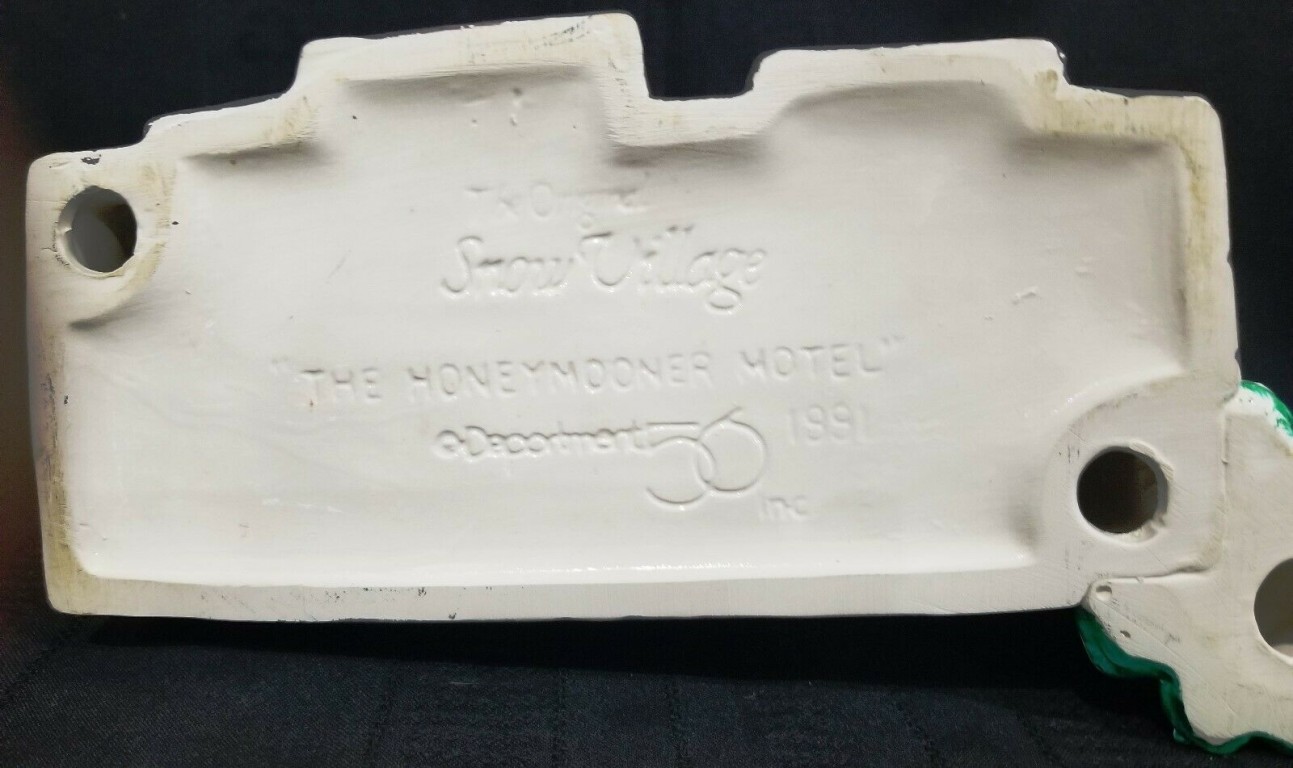 The Original
Snow Village
"THE HONEYMOONER MOTEL"
© Department 56 1991
Inc